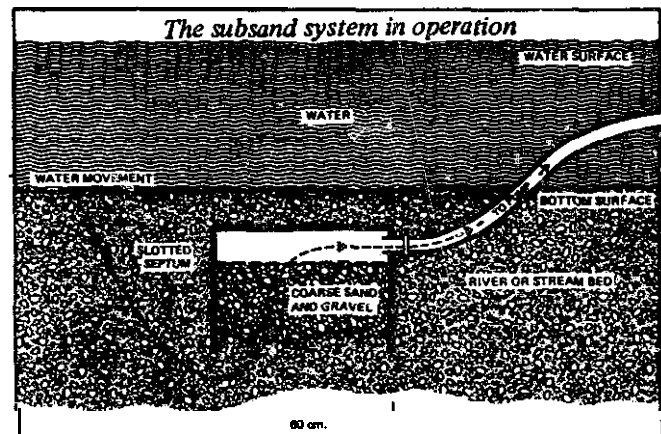 The subsand system in operation
WATER SURFACE
WATER
WATER MOVEMENT
BOTTOM SURFACE
SLOTTED
SEPTUM
RIVER OR STREAM BED
COARSE SAND
AND GRAVEL
60 cm.